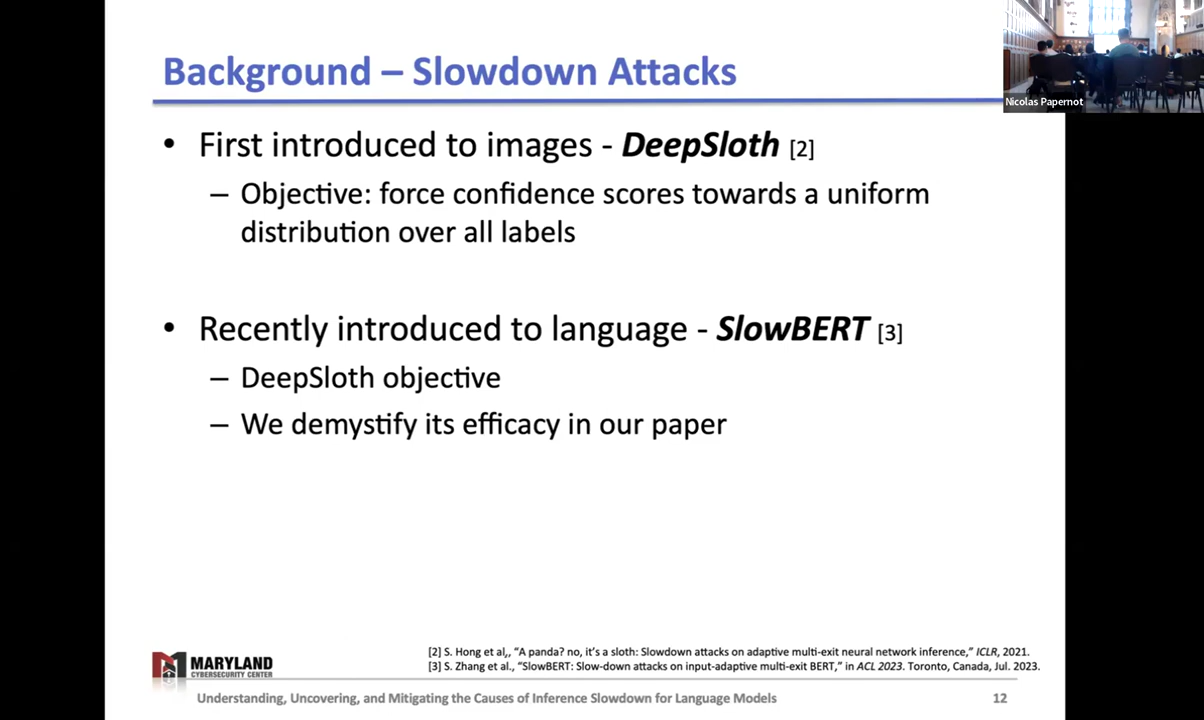 Background – Slowdown Attacks
Nicolas Papernot
• First introduced to images - DeepSloth [2]
– Objective: force confidence scores towards a uniform
distribution over all labels
• Recently introduced to language - SlowBERT [3]
– DeepSloth objective
– We demystify its efficacy in our paper
[2] S. Hong et al,, “A panda? no, it’s a sloth: Slowdown attacks on adaptive multi-exit neural network inference,” ICLR, 2021.
[3] S. Zhang et al., “SlowBERT: Slow-down attacks on input-adaptive multi-exit BERT,” in ACL 2023. Toronto, Canada, Jul. 2023.
MARYLAND
CYBERSECURITY CENTER
Understanding, Uncovering, and Mitigating the Causes of Inference Slowdown for Language Models
12